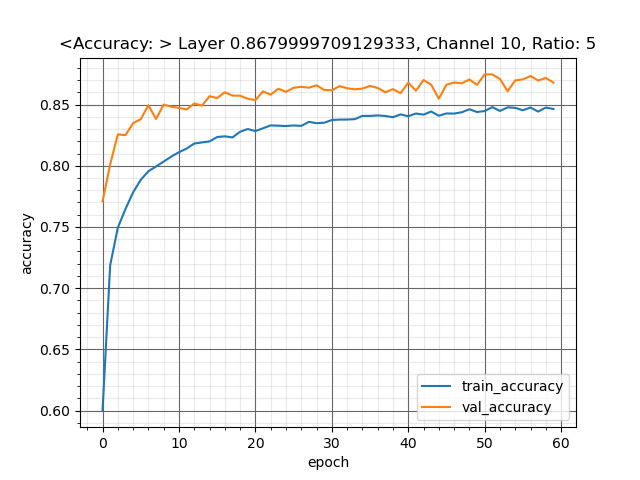 <Accuracy: > Layer 0.8679999709129333, Channel 10, Ratio: 5
0.85
0.80
0.75
0.70
0.65
0.60
accuracy
train_accuracy
val_accuracy
0 10 20 30 40 50 60
epoch